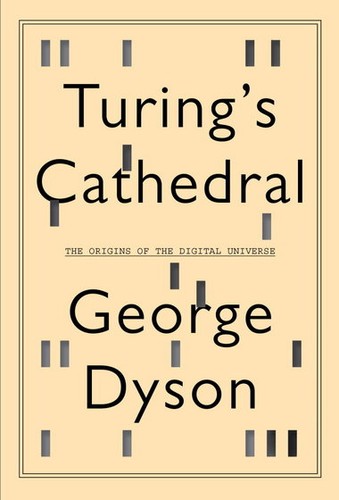 Turing's
Cathedral
THE ORIGINS OF THE DIGITAL UNIVERSE
George
Dyson